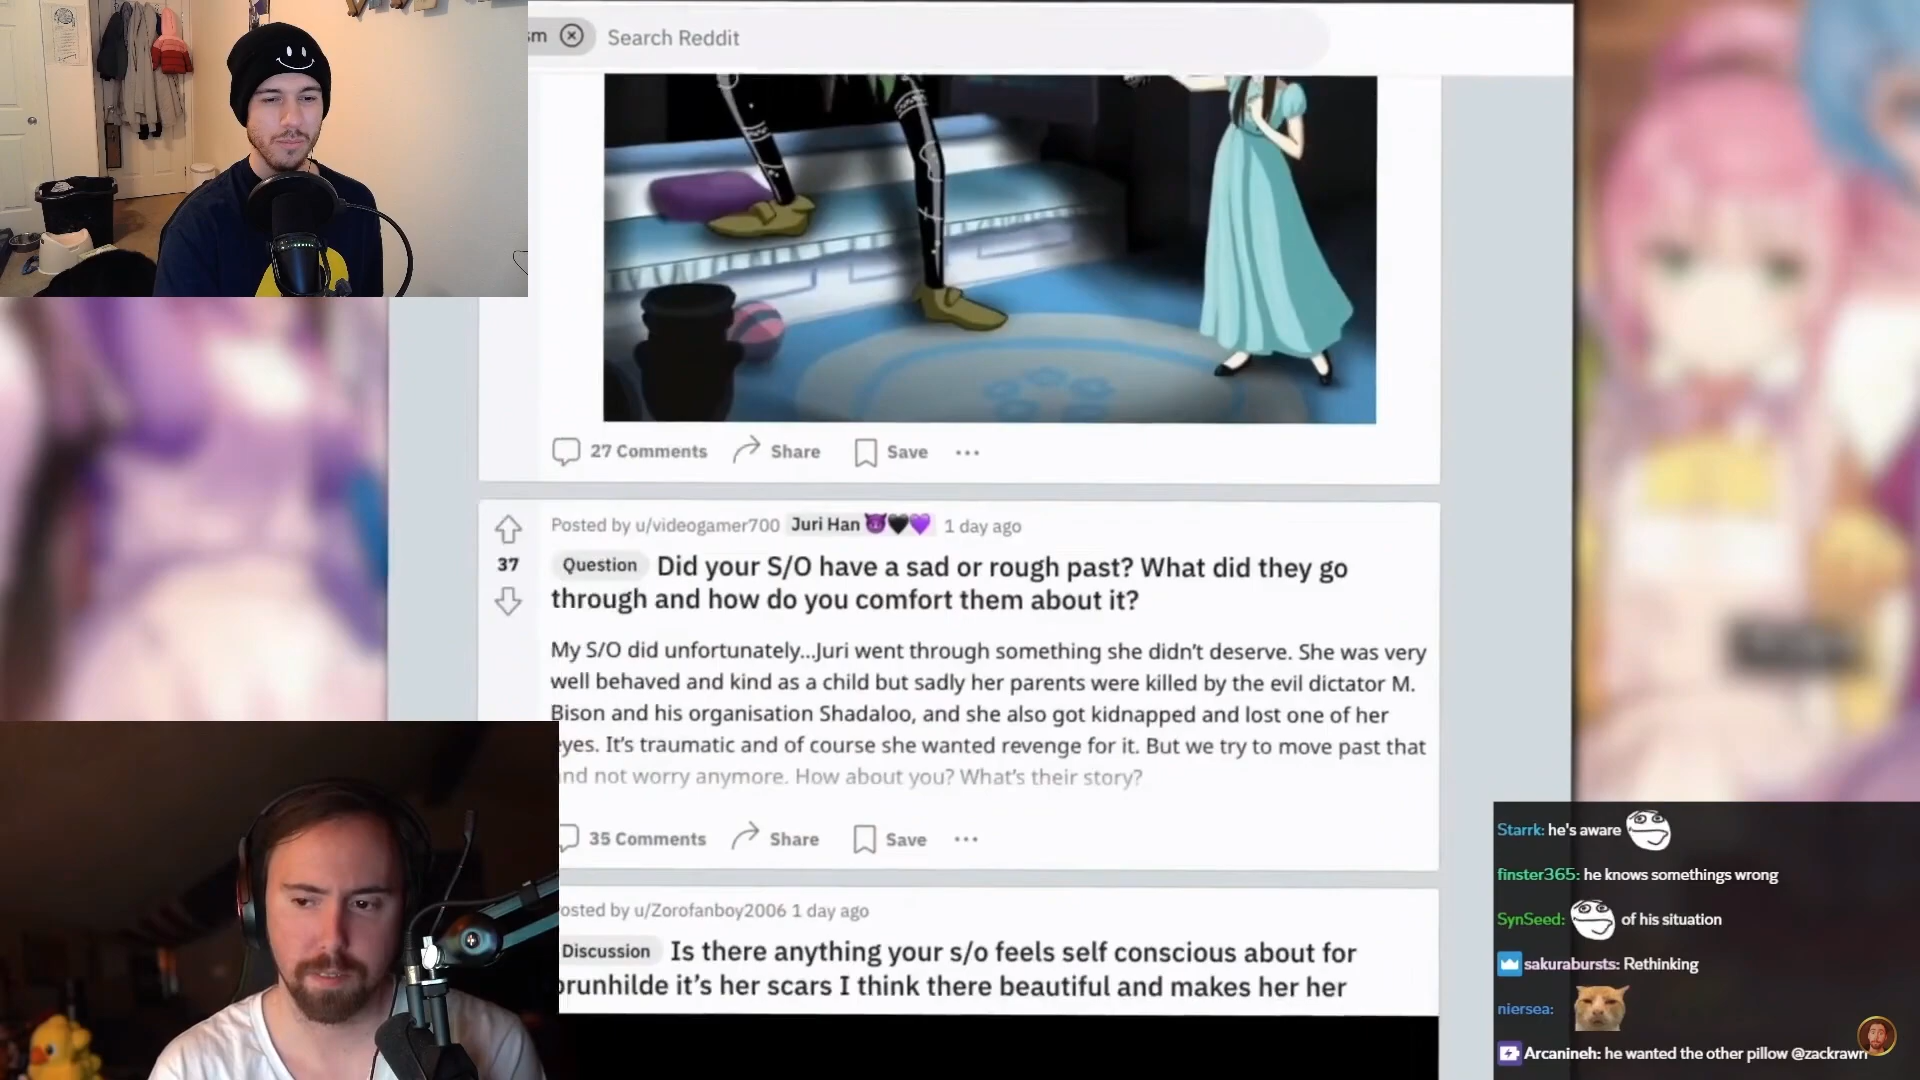 sm Search Reddit
27 Comments Share Save
Posted by u/videogamer700 Juri Han 😈🖤💜 1 day ago
37
Question Did your S/O have a sad or rough past? What did they go
through and how do you comfort them about it?
My S/O did unfortunately...Juri went through something she didn't deserve. She was very
well behaved and kind as a child but sadly her parents were killed by the evil dictator M.
Bison and his organisation Shadaloo, and she also got kidnapped and lost one of her
yes. It's traumatic and of course she wanted revenge for it. But we try to move past that
nd not worry anymore. How about you? What's their story?
35 Comments Share Save
osted by u/Zorofanboy2006 1 day ago
Discussion Is there anything your s/o feels self conscious about for
brunhilde it's her scars I think there beautiful and makes her her
Starrk: he's aware
finster365: he knows somethings wrong
SynSeed: of his situation
sakurabursts: Rethinking
niersea:
Arcanineh: he wanted the other pillow @zackrawrr